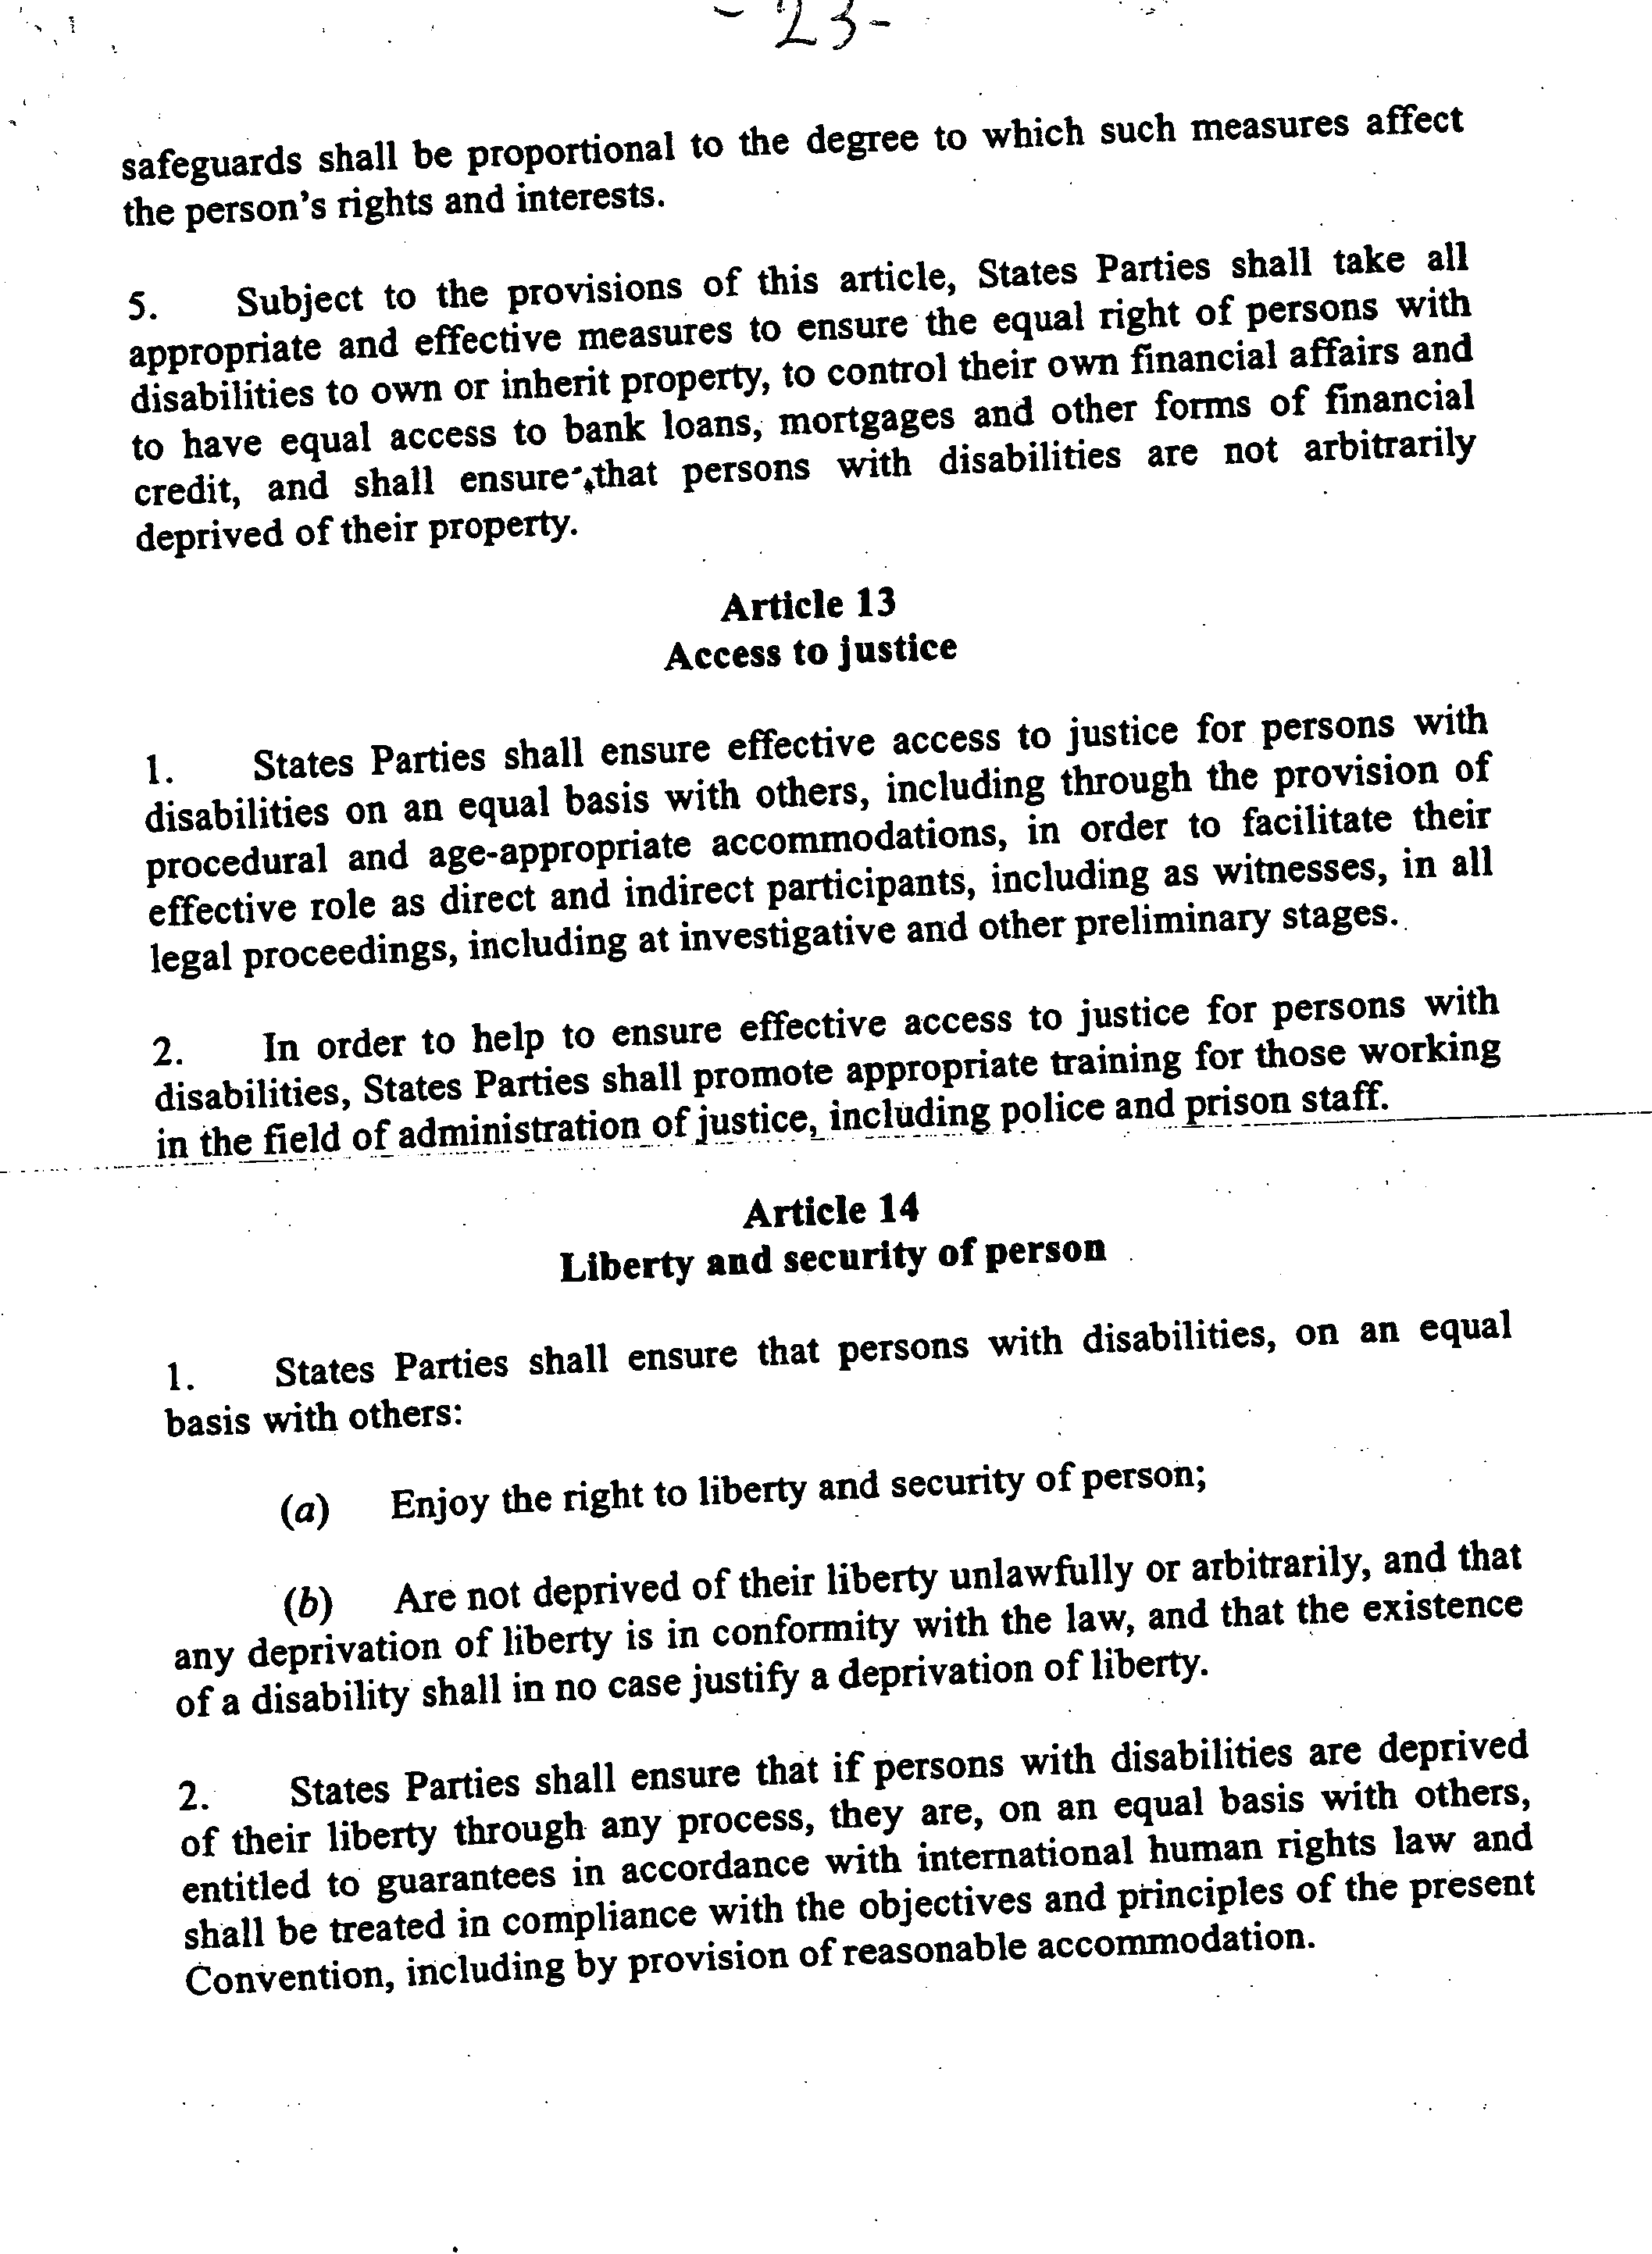 - 23 -
safeguards shall be proportional to the degree to which such measures affect
the person's rights and interests.
5. Subject to the provisions of this article, States Parties shall take all
appropriate and effective measures to ensure the equal right of persons with
disabilities to own or inherit property, to control their own financial affairs and
to have equal access to bank loans, mortgages and other forms of financial
credit, and shall ensure that persons with disabilities are not arbitrarily
deprived of their property.
Article 13
Access to justice
1. States Parties shall ensure effective access to justice for persons with
disabilities on an equal basis with others, including through the provision of
procedural and age-appropriate accommodations, in order to facilitate their
effective role as direct and indirect participants, including as witnesses, in all
legal proceedings, including at investigative and other preliminary stages.
2. In order to help to ensure effective access to justice for persons with
disabilities, States Parties shall promote appropriate training for those working
in the field of administration of justice, including police and prison staff.
Article 14
Liberty and security of person
1. States Parties shall ensure that persons with disabilities, on an equal
basis with others:
(a) Enjoy the right to liberty and security of person;
(b) Are not deprived of their liberty unlawfully or arbitrarily, and that
any deprivation of liberty is in conformity with the law, and that the existence
of a disability shall in no case justify a deprivation of liberty.
2. States Parties shall ensure that if persons with disabilities are deprived
of their liberty through any process, they are, on an equal basis with others,
entitled to guarantees in accordance with international human rights law and
shall be treated in compliance with the objectives and principles of the present
Convention, including by provision of reasonable accommodation.